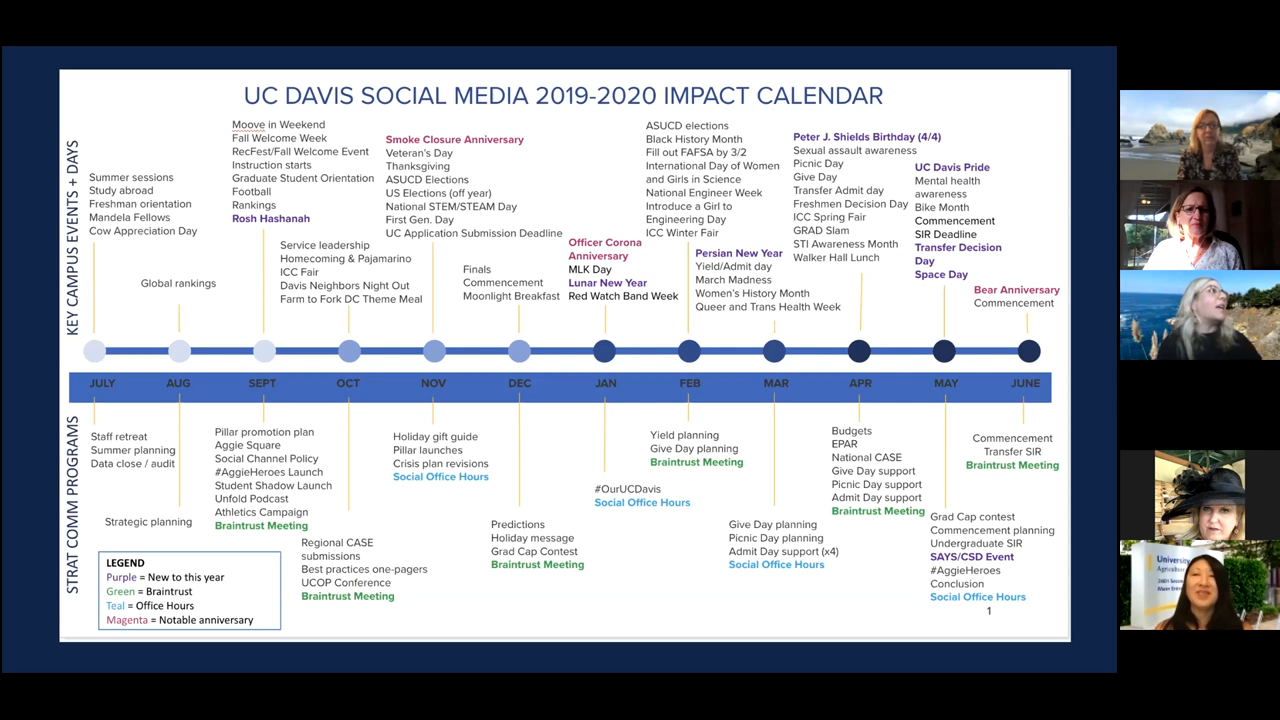 UC DAVIS SOCIAL MEDIA 2019-2020 IMPACT CALENDAR
KEY CAMPUS EVENTS + DAYS
Summer sessions
Study abroad
Freshman orientation
Mandela Fellows
Cow Appreciation Day
Global rankings
Moove in Weekend
Fall Welcome Week
RecFest/Fall Welcome Event
Instruction starts
Graduate Student Orientation
Football
Rankings
Rosh Hashanah
Service leadership
Homecoming & Pajamarino
ICC Fair
Davis Neighbors Night Out
Farm to Fork DC Theme Meal
Smoke Closure Anniversary
Veteran's Day
Thanksgiving
ASUCD Elections
US Elections (off year)
National STEM/STEAM Day
First Gen. Day
UC Application Submission Deadline
Finals
Commencement
Moonlight Breakfast
Officer Corona
Anniversary
MLK Day
Lunar New Year
Red Watch Band Week
ASUCD elections
Black History Month
Fill out FAFSA by 3/2
International Day of Women
and Girls in Science
National Engineer Week
Introduce a Girl to
Engineering Day
ICC Winter Fair
Persian New Year
Yield/Admit day
March Madness
Women's History Month
Queer and Trans Health Week
Peter J. Shields Birthday (4/4)
Sexual assault awareness
Picnic Day
Give Day
Transfer Admit day
Freshmen Decision Day
ICC Spring Fair
GRAD Slam
STI Awareness Month
Walker Hall Lunch
UC Davis Pride
Mental health
awareness
Bike Month
Commencement
SIR Deadline
Transfer Decision
Day
Space Day
Bear Anniversary
Commencement
JULY AUG SEPT OCT NOV DEC JAN FEB MAR APR MAY JUNE
STRAT COMM PROGRAMS
Staff retreat
Summer planning
Data close / audit
Strategic planning
Pillar promotion plan
Aggie Square
Social Channel Policy
#AggieHeroes Launch
Student Shadow Launch
Unfold Podcast
Athletics Campaign
Braintrust Meeting
Regional CASE
submissions
Best practices one-pagers
UCOP Conference
Braintrust Meeting
Holiday gift guide
Pillar launches
Crisis plan revisions
Social Office Hours
Predictions
Holiday message
Grad Cap Contest
Braintrust Meeting
#OurUCDavis
Social Office Hours
Yield planning
Give Day planning
Braintrust Meeting
Give Day planning
Picnic Day planning
Admit Day support (x4)
Social Office Hours
Budgets
EPAR
National CASE
Give Day support
Picnic Day support
Admit Day support
Braintrust Meeting
Grad Cap contest
Commencement planning
Undergraduate SIR
SAYS/CSD Event
#AggieHeroes
Conclusion
Social Office Hours
Commencement
Transfer SIR
Braintrust Meeting
LEGEND
Purple = New to this year
Green = Braintrust
Teal = Office Hours
Magenta = Notable anniversary
1